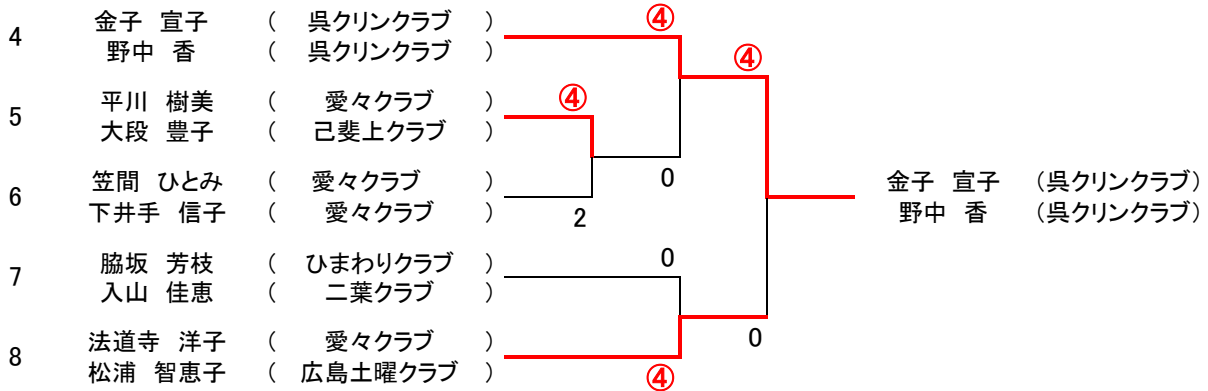 4 金子 宣子 ( 呉クリンクラブ )
野中 香 ( 呉クリンクラブ )
④
④
5 平川 樹美 ( 愛々クラブ )
大段 豊子 ( 己斐上クラブ )
④
0
6 笠間 ひとみ ( 愛々クラブ )
下井手 信子 ( 愛々クラブ )
2
金子 宣子 (呉クリンクラブ)
野中 香 (呉クリンクラブ)
7 脇坂 芳枝 ( ひまわりクラブ )
入山 佳恵 ( 二葉クラブ )
0
0
8 法道寺 洋子 ( 愛々クラブ )
松浦 智恵子 ( 広島土曜クラブ )
④